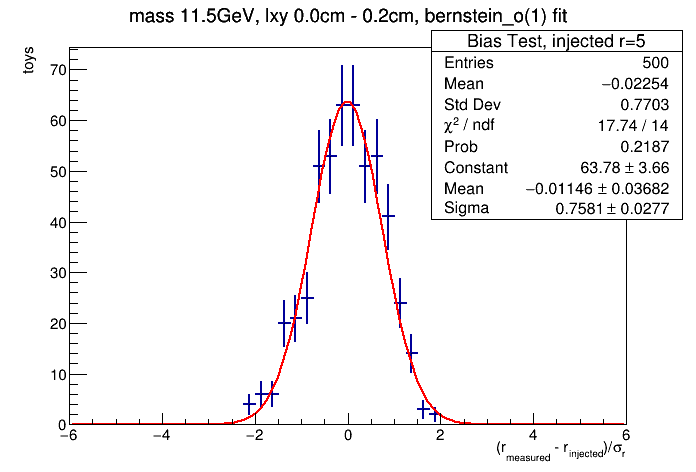 mass 11.5GeV, lxy 0.0cm - 0.2cm, bernstein_o(1) fit
Bias Test, injected r=5
Entries 500
Mean −0.02254
Std Dev 0.7703
χ² / ndf 17.74 / 14
Prob 0.2187
Constant 63.78 ± 3.66
Mean −0.01146 ± 0.03682
Sigma 0.7581 ± 0.0277
toys
70
60
50
40
30
20
10
0
−6 −4 −2 0 2 4 6
(r_measured - r_injected)/σ_r